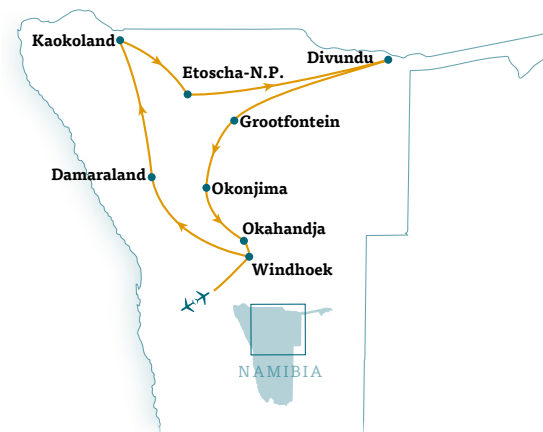 Kaokoland
Divundu
Etoscha-N.P.
Grootfontein
Damaraland
Okonjima
Okahandja
Windhoek
NAMIBIA